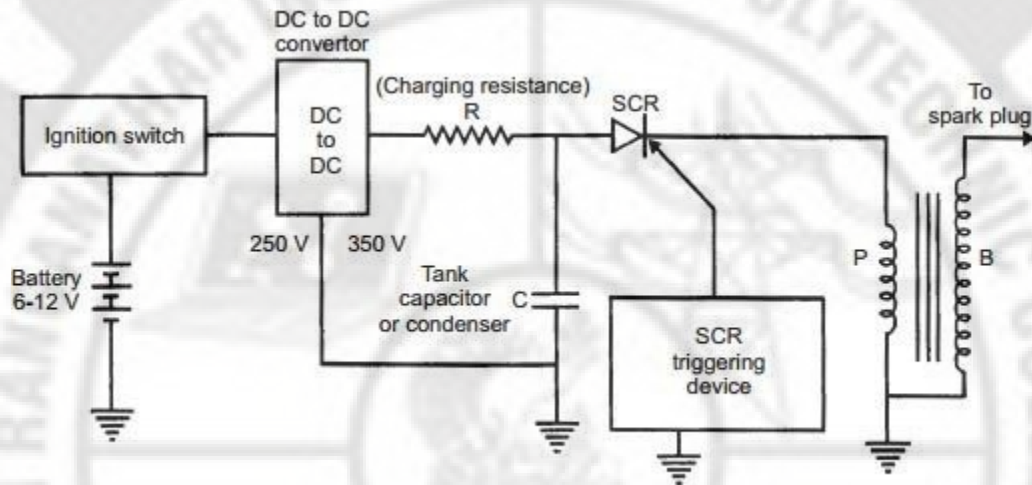 DC to DC
convertor
(Charging resistance)
R
SCR
To
spark plug
Ignition switch
DC
to
DC
250 V
350 V
Battery
6-12 V
Tank
capacitor
or condenser
C
SCR
triggering
device
P
B